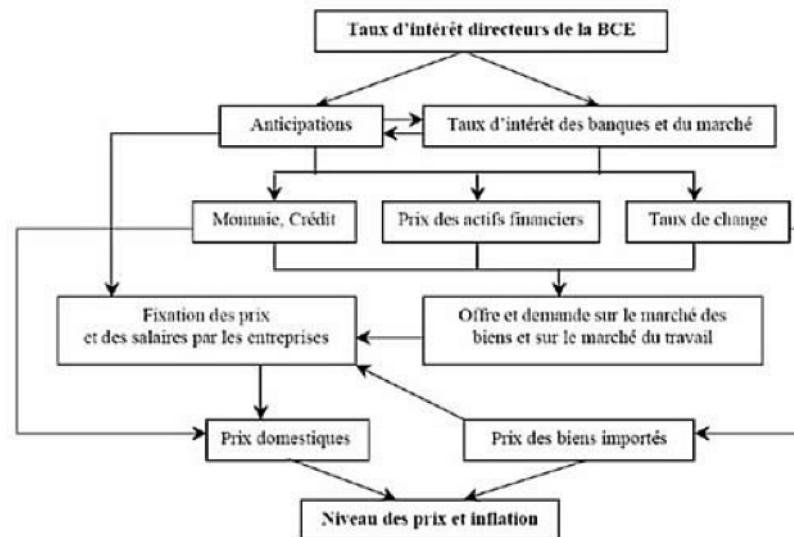 Taux d'intérêt directeurs de la BCE
Anticipations
Taux d'intérêt des banques et du marché
Monnaie, Crédit
Prix des actifs financiers
Taux de change
Fixation des prix
et des salaires par les entreprises
Offre et demande sur le marché des
biens et sur le marché du travail
Prix domestiques
Prix des biens importés
Niveau des prix et inflation